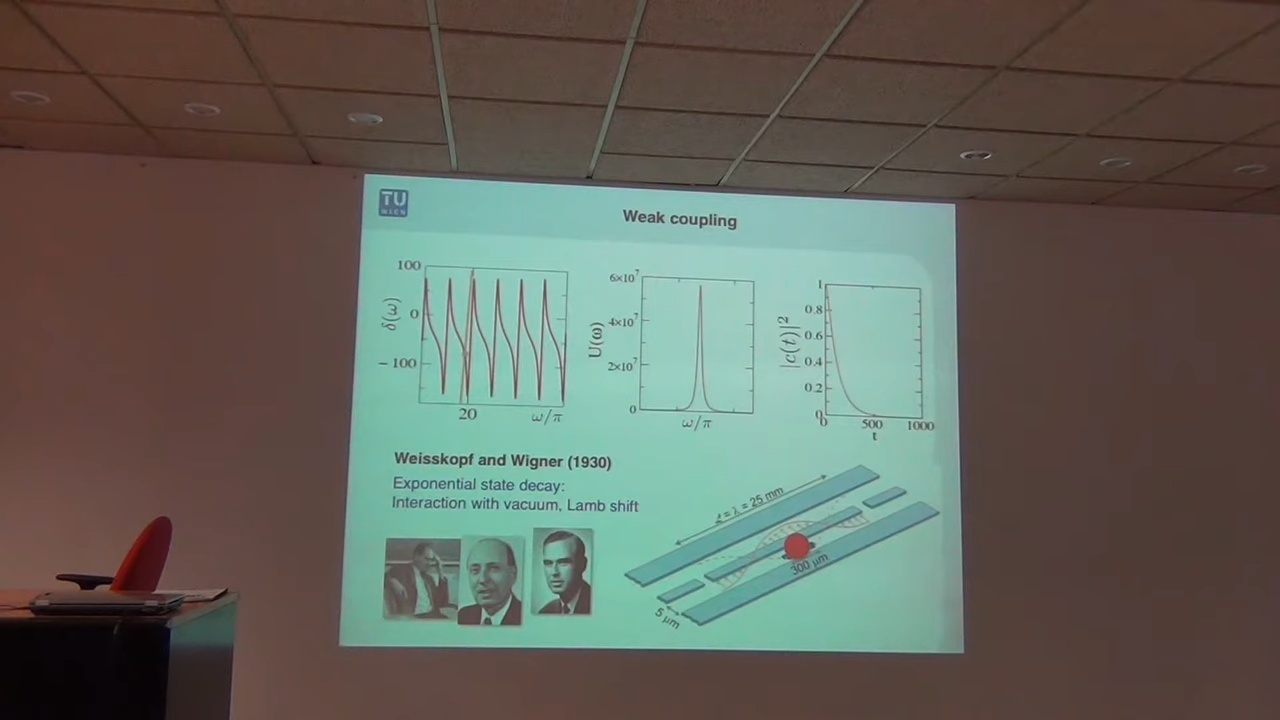 TU
WIEN
Weak coupling
100
0
− 100
δ(ω)
20
ω/π
6×10⁷
4×10⁷
2×10⁷
0
U(ω)
ω/π
1
0.8
0.6
0.4
0.2
0
|c(t)|²
0
500
1000
t
Weisskopf and Wigner (1930)
Exponential state decay:
Interaction with vacuum, Lamb shift
= λ = 25 mm
300 µm
5 µm